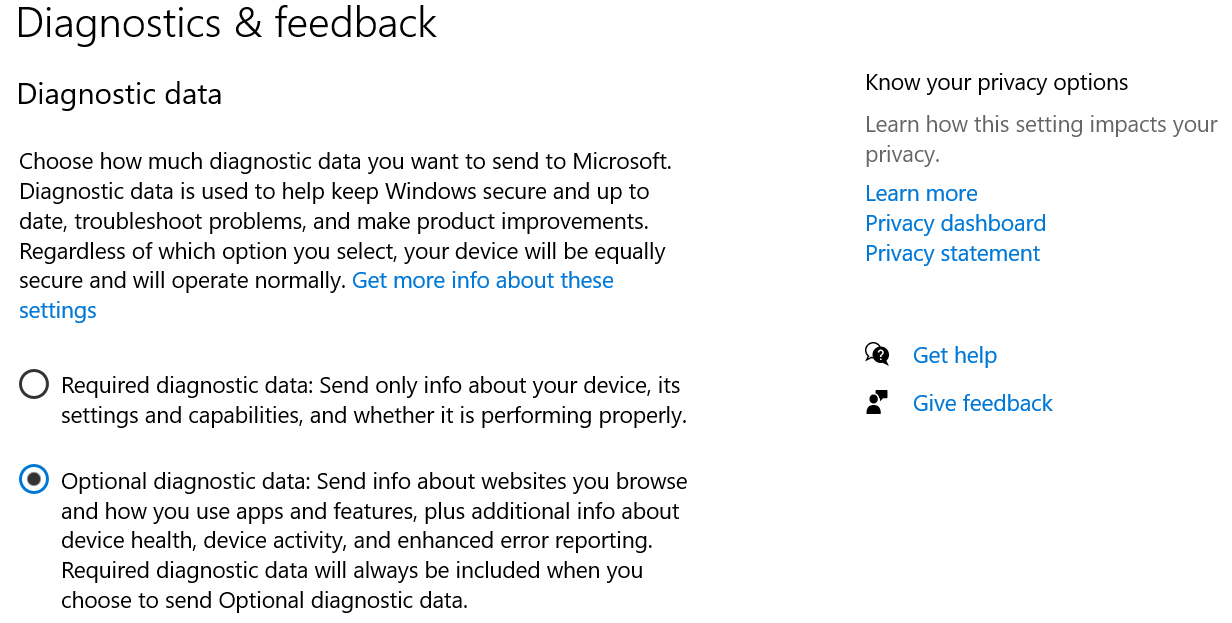 Diagnostics & feedback
Diagnostic data
Choose how much diagnostic data you want to send to Microsoft.
Diagnostic data is used to help keep Windows secure and up to
date, troubleshoot problems, and make product improvements.
Regardless of which option you select, your device will be equally
secure and will operate normally. Get more info about these
settings
Required diagnostic data: Send only info about your device, its
settings and capabilities, and whether it is performing properly.
Optional diagnostic data: Send info about websites you browse
and how you use apps and features, plus additional info about
device health, device activity, and enhanced error reporting.
Required diagnostic data will always be included when you
choose to send Optional diagnostic data.
Know your privacy options
Learn how this setting impacts your
privacy.
Learn more
Privacy dashboard
Privacy statement
Get help
Give feedback